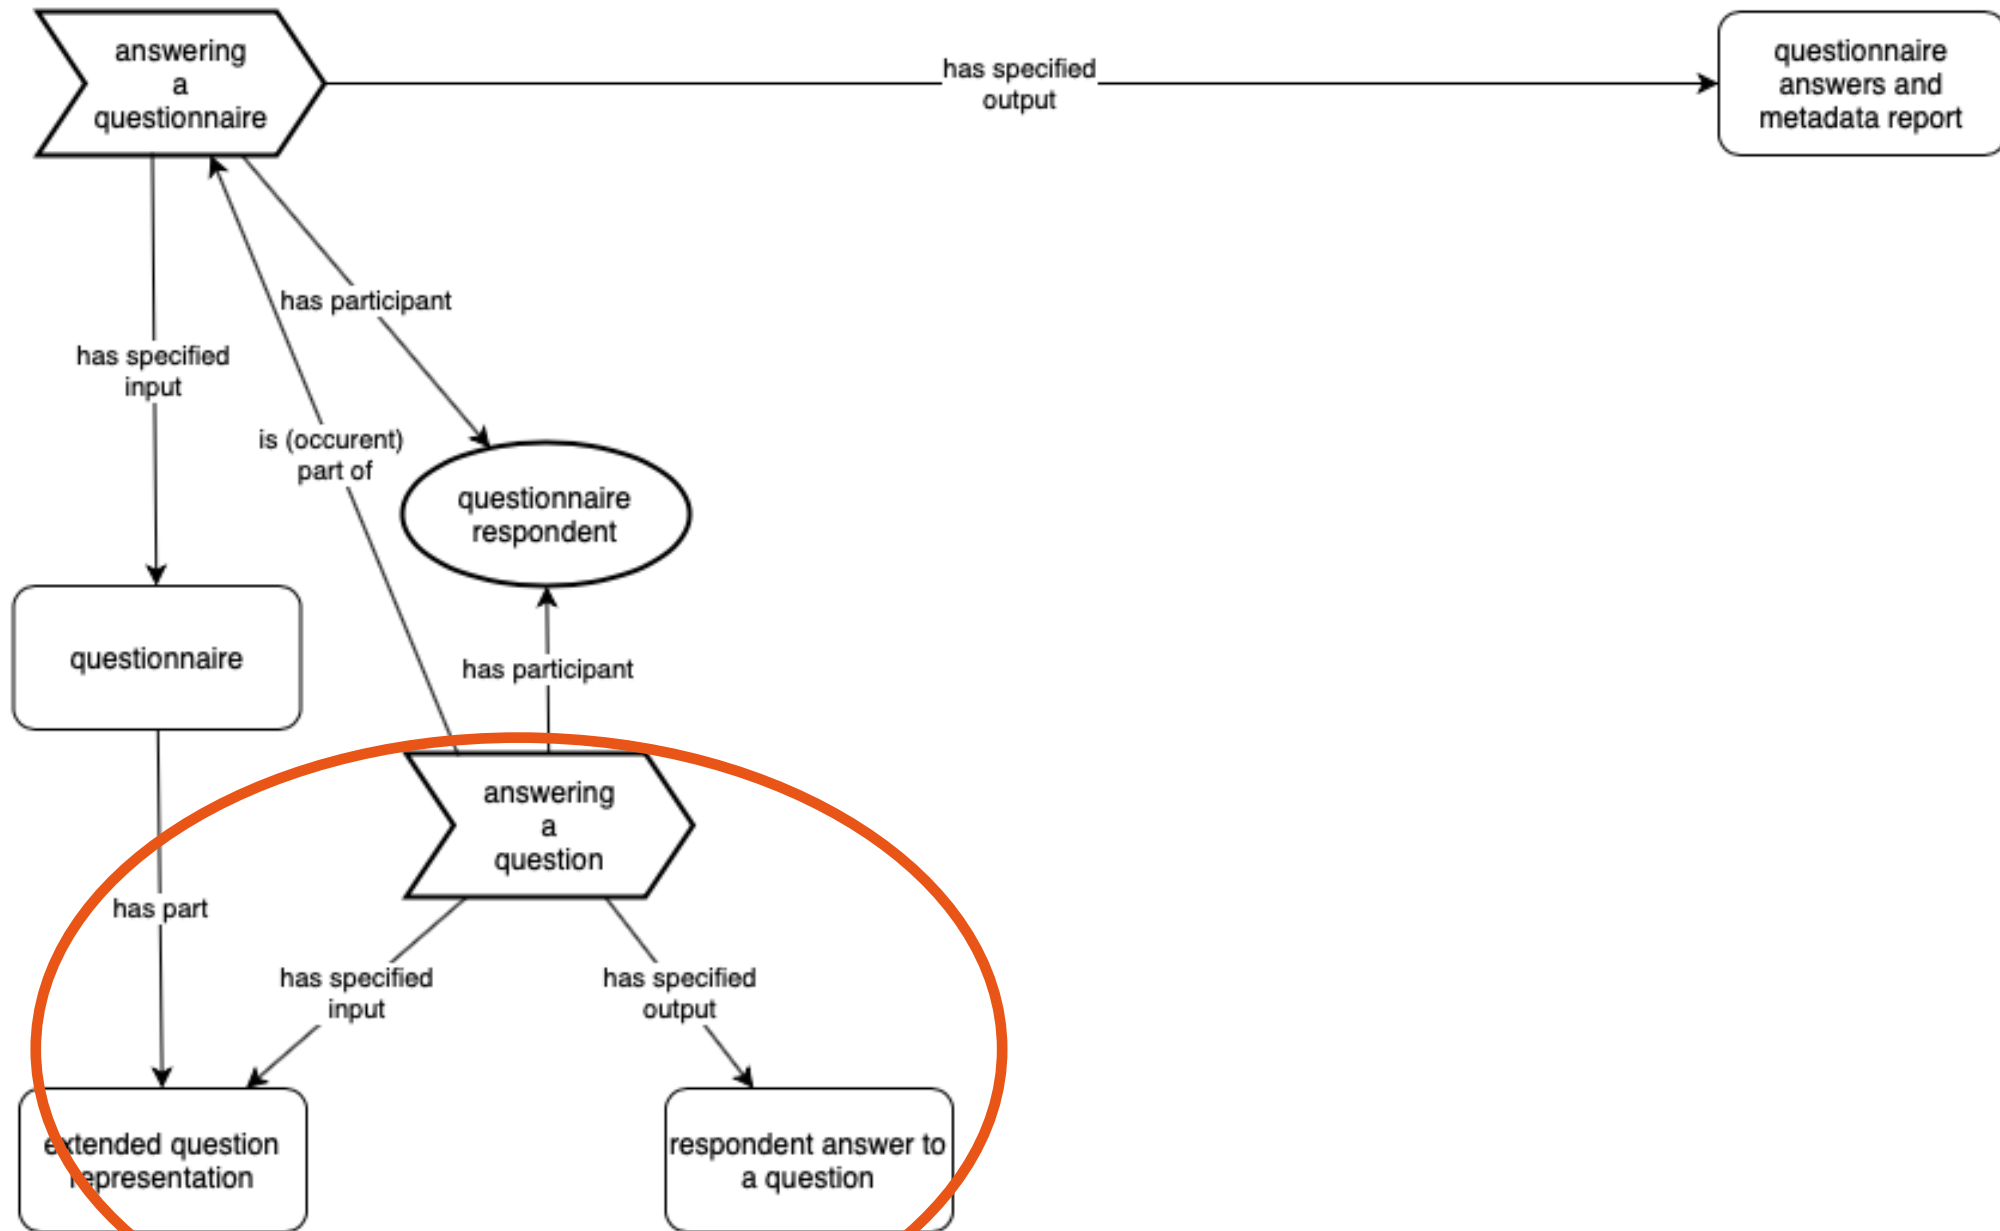 answering
a
questionnaire
has specified
output
questionnaire
answers and
metadata report
has participant
has specified
input
is (occurent)
part of
questionnaire
respondent
questionnaire
has participant
answering
a
question
has part
has specified
input
has specified
output
extended question
representation
respondent answer to
a question